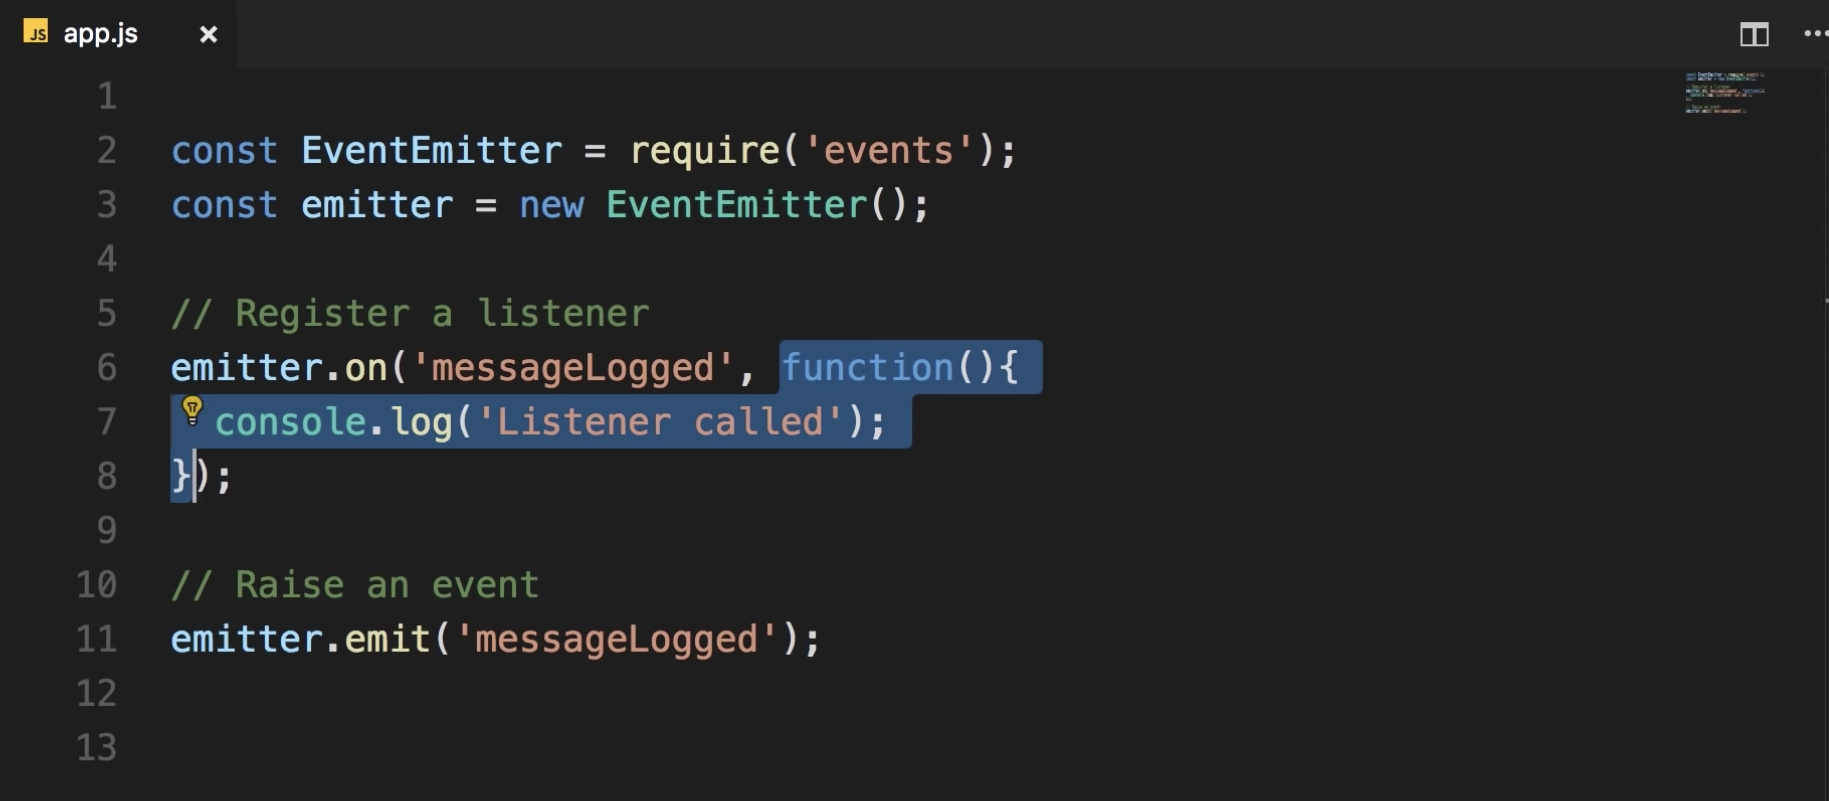 JS app.js ×
1
2 const EventEmitter = require('events');
3 const emitter = new EventEmitter();
4
5 // Register a listener
6 emitter.on('messageLogged', function(){
7 console.log('Listener called');
8 });
9
10 // Raise an event
11 emitter.emit('messageLogged');
12
13